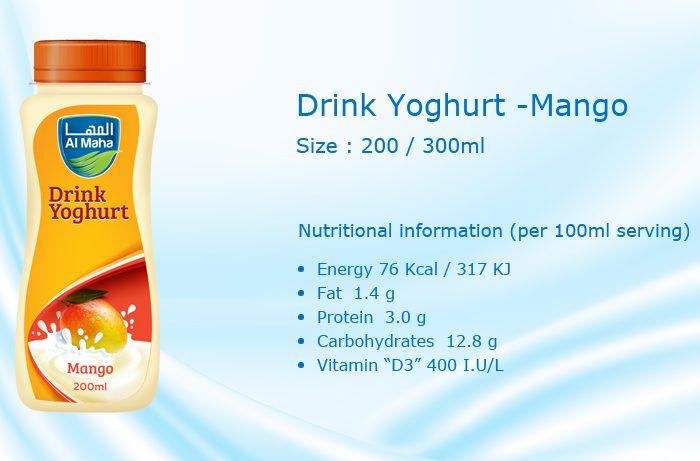 المها
Al Maha
Drink
Yoghurt
Mango
200ml
Drink Yoghurt -Mango
Size : 200 / 300ml
Nutritional information (per 100ml serving)
• Energy 76 Kcal / 317 KJ
• Fat 1.4 g
• Protein 3.0 g
• Carbohydrates 12.8 g
• Vitamin “D3” 400 I.U/L